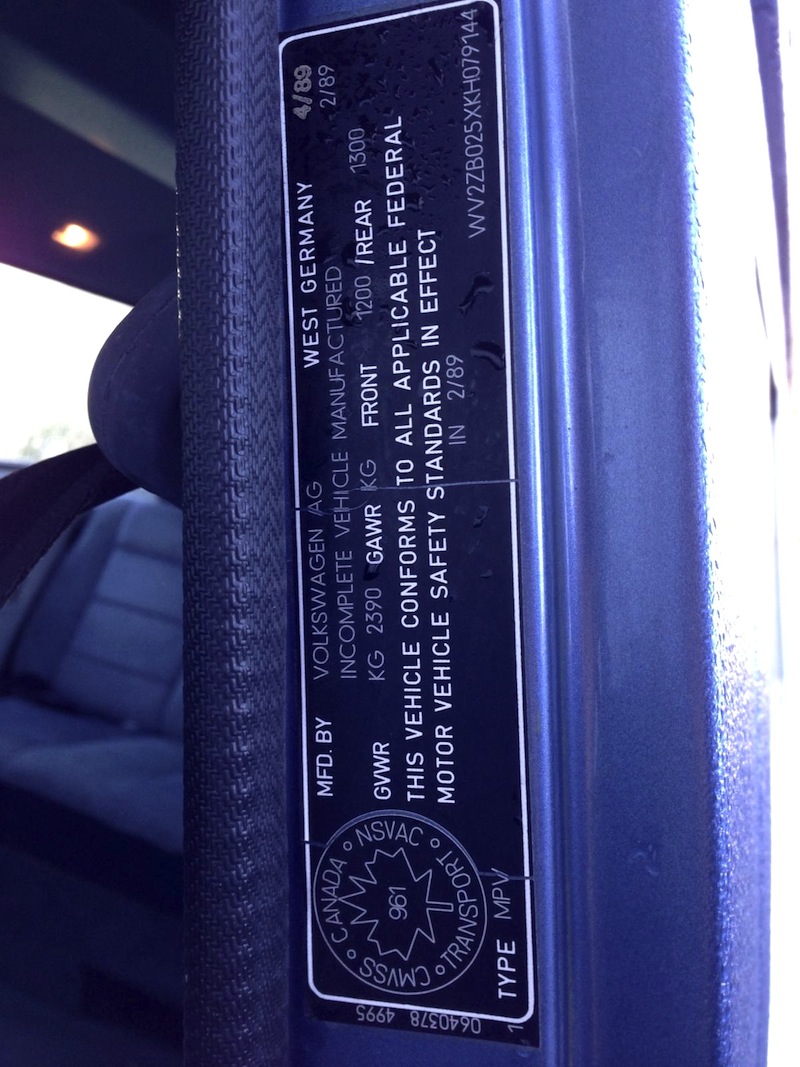 MFD. BY VOLKSWAGEN AG WEST GERMANY 4/89
INCOMPLETE VEHICLE MANUFACTURED 2/89
GVWR KG 2390 GAWR KG FRONT 1200 /REAR 1300
THIS VEHICLE CONFORMS TO ALL APPLICABLE FEDERAL
MOTOR VEHICLE SAFETY STANDARDS IN EFFECT
IN 2/89
WV2ZB025XKH079144
TYPE MPV
CANADA • NSVAC • TRANSPORT • CMVSS •
961
0640378 4995
1